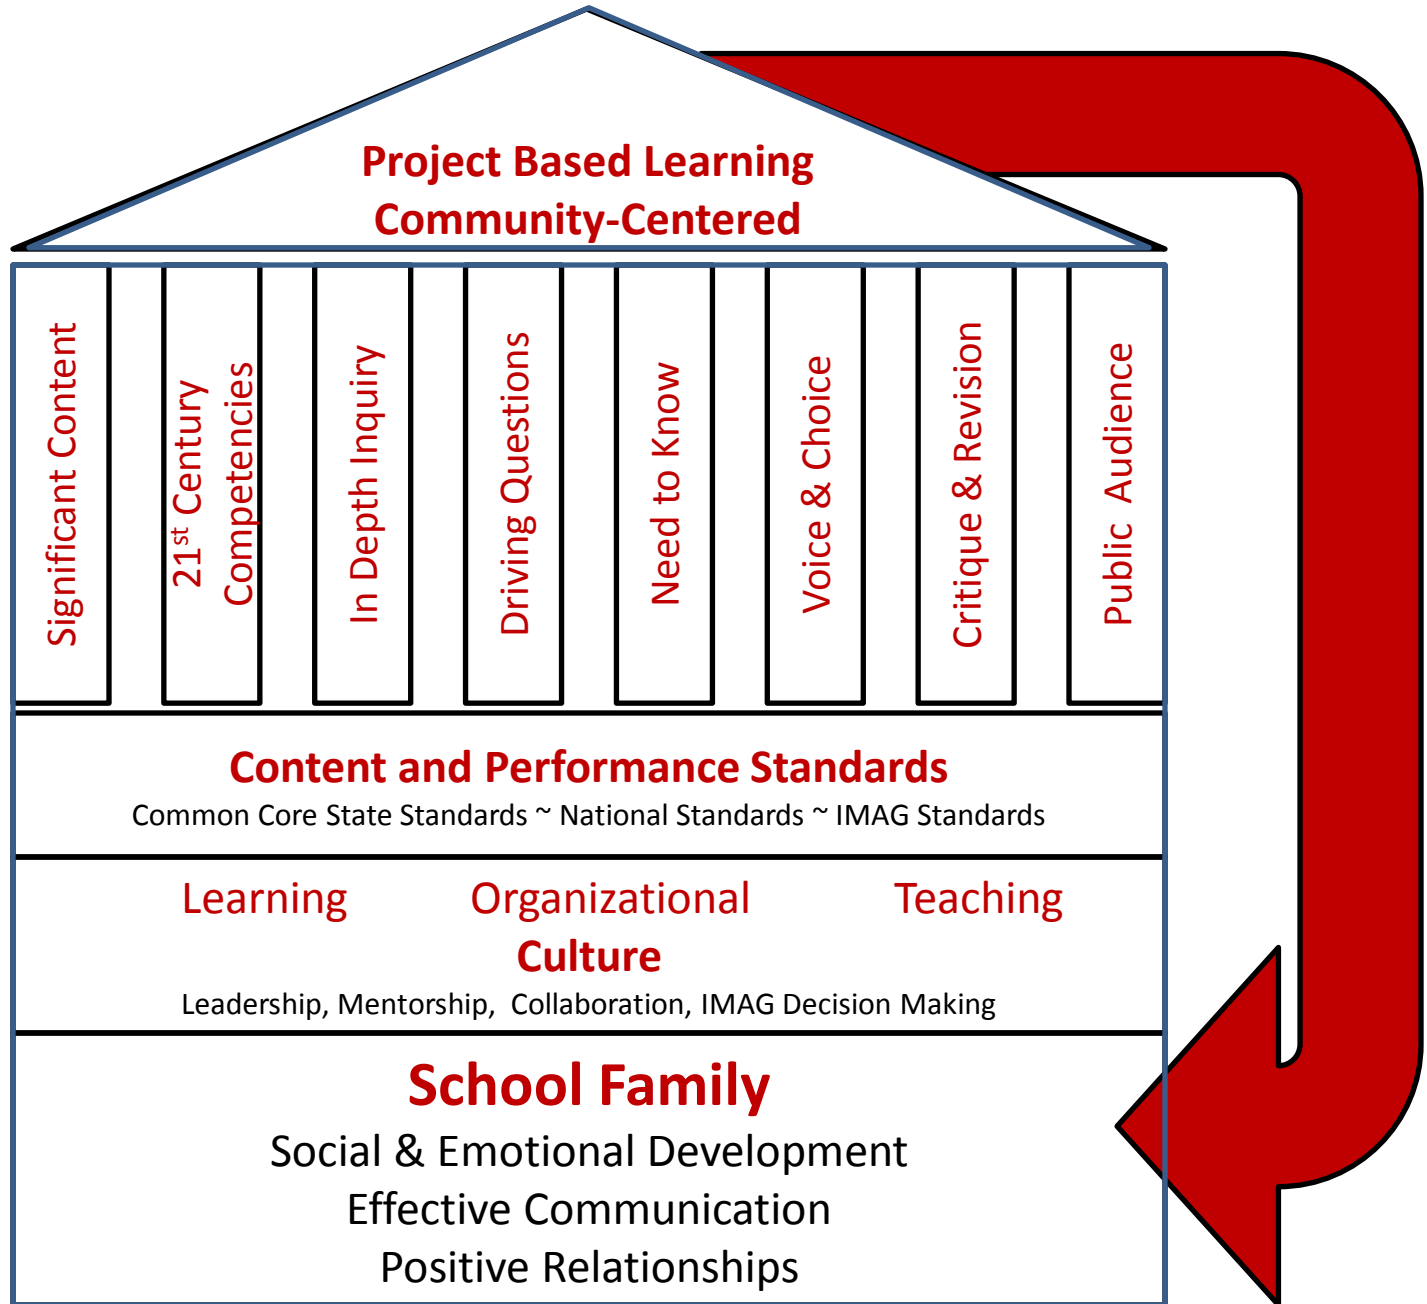 Project Based Learning
Community-Centered
Significant Content
21st Century
Competencies
In Depth Inquiry
Driving Questions
Need to Know
Voice & Choice
Critique & Revision
Public  Audience
Content and Performance Standards
Common Core State Standards ~ National Standards ~ IMAG Standards
Learning Organizational Teaching
Culture
Leadership, Mentorship,  Collaboration, IMAG Decision Making
School Family
Social & Emotional Development
Effective Communication
Positive Relationships